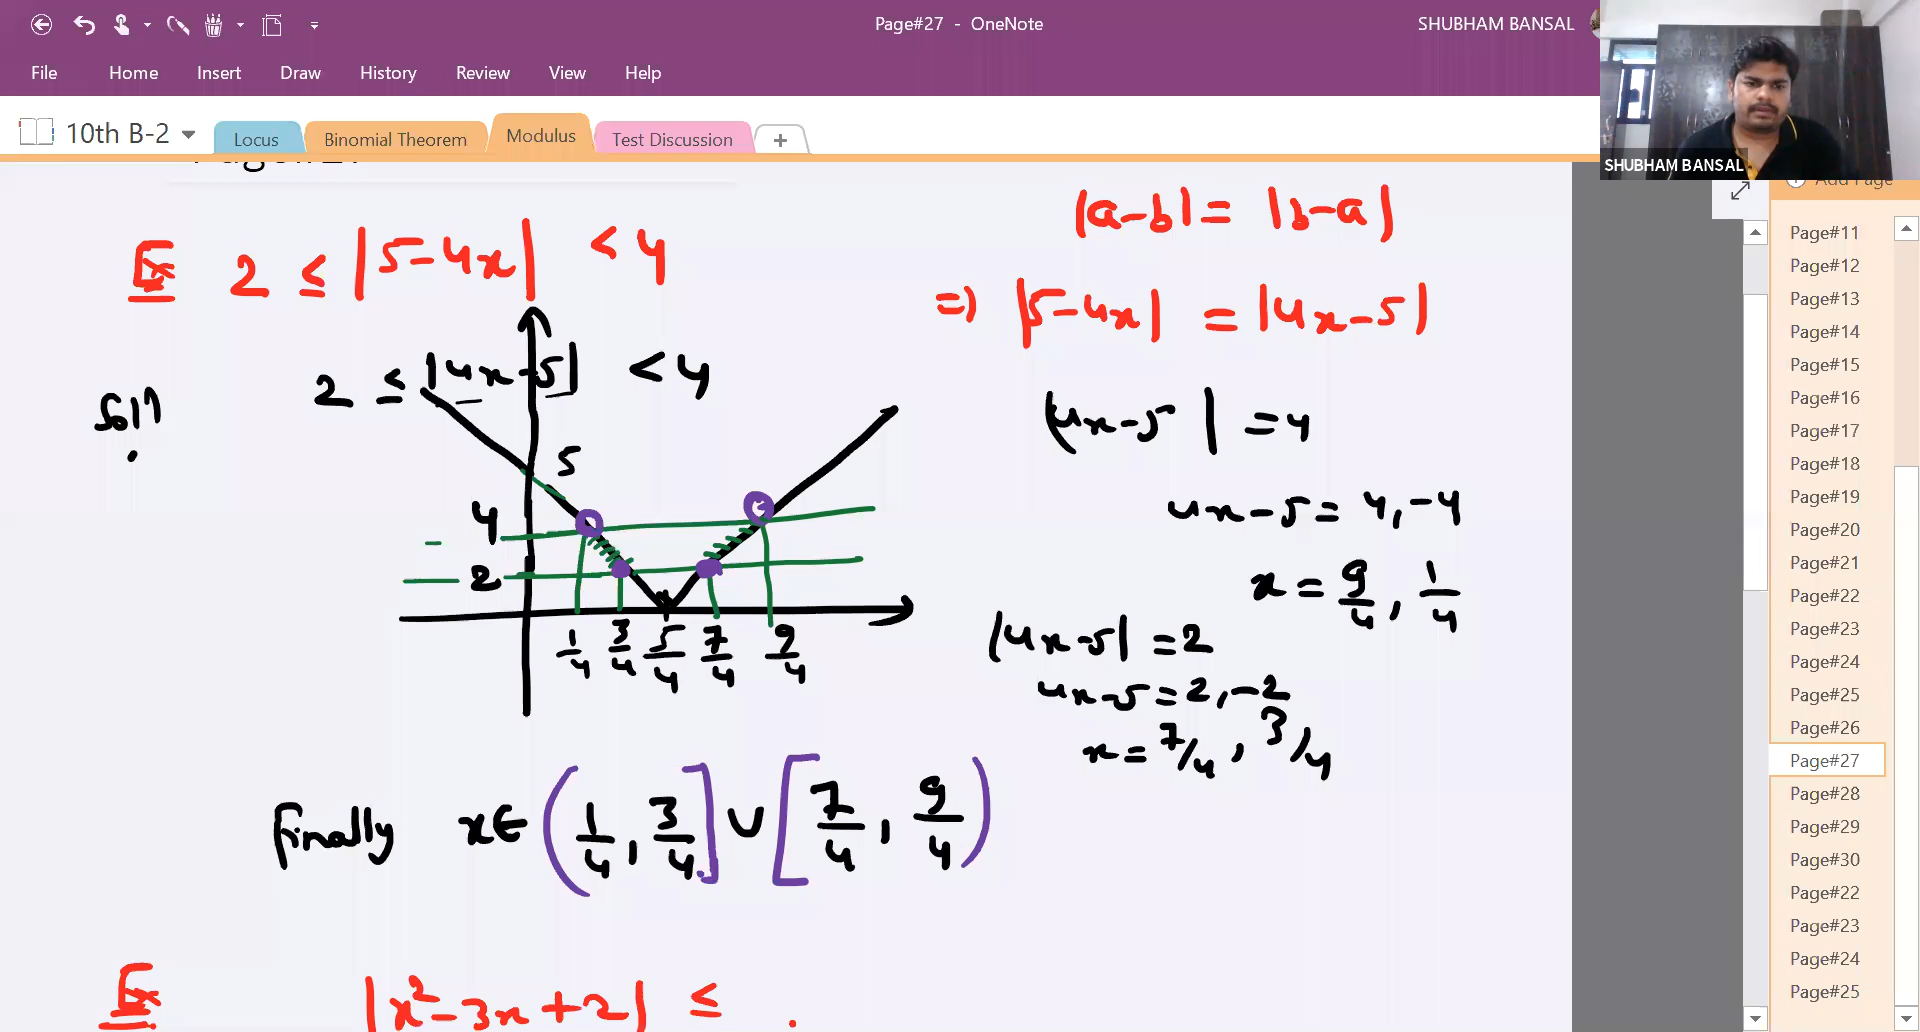 Page#27 - OneNote
SHUBHAM BANSAL
File Home Insert Draw History Review View Help
10th B-2 Locus Binomial Theorem Modulus Test Discussion +
SHUBHAM BANSAL
Add Page
Ex 2 ≤ |5-4x| < 4
|a-b| = |b-a|
=> |5-4x| = |4x-5|
Sol?
2 ≤ |4x-5| < 4
5
4
2
1/4 3/4 5/4 7/4 9/4
|4x-5| = 4
4x-5 = 4, -4
x = 9/4, 1/4
|4x-5| = 2
4x-5 = 2, -2
x = 7/4, 3/4
finally x∈ (1/4, 3/4] ∪ [7/4, 9/4)
Ex |x²-3x+2| ≤
Page#11
Page#12
Page#13
Page#14
Page#15
Page#16
Page#17
Page#18
Page#19
Page#20
Page#21
Page#22
Page#23
Page#24
Page#25
Page#26
Page#27
Page#28
Page#29
Page#30
Page#22
Page#23
Page#24
Page#25